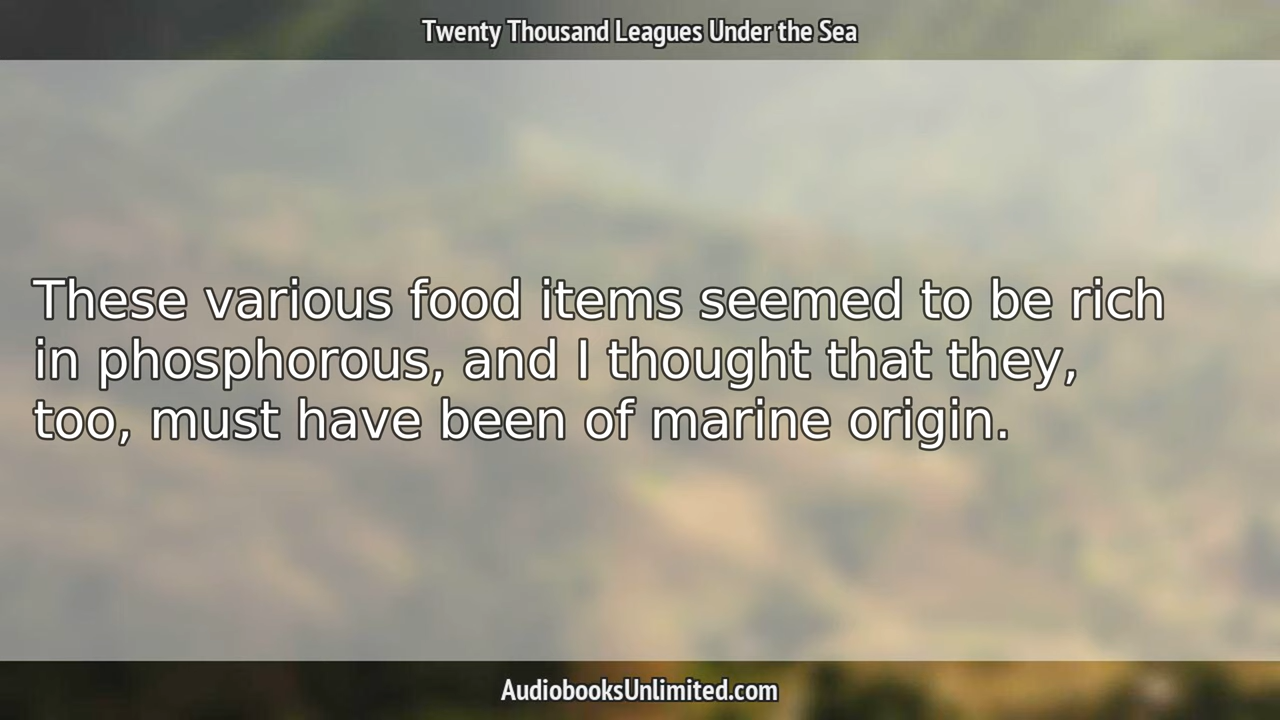 Twenty Thousand Leagues Under the Sea
These various food items seemed to be rich
in phosphorous, and I thought that they,
too, must have been of marine origin.
AudiobooksUnlimited.com